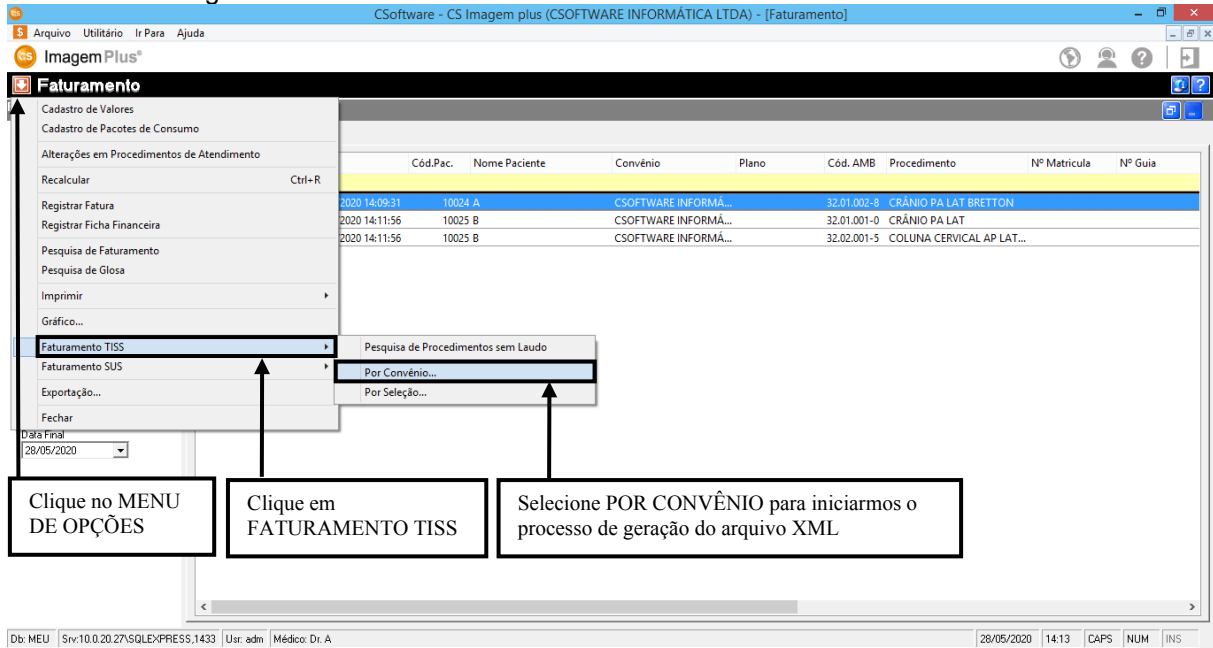 CSoftware - CS Imagem plus (CSOFTWARE INFORMÁTICA LTDA) - [Faturamento]
Arquivo Utilitário Ir Para Ajuda
cis ImagemPlus®
Faturamento
Cadastro de Valores
Cadastro de Pacotes de Consumo
Alterações em Procedimentos de Atendimento
Recalcular Ctrl+R
Registrar Fatura
Registrar Ficha Financeira
Pesquisa de Faturamento
Pesquisa de Glosa
Imprimir
Gráfico...
Faturamento TISS
Faturamento SUS
Exportação...
Fechar
Pesquisa de Procedimentos sem Laudo
Por Convênio...
Por Seleção...
Cód.Pac. Nome Paciente Convênio Plano Cód. AMB Procedimento Nº Matricula Nº Guia
2020 14:09:31 10024 A CSOFTWARE INFORMÁ... 32.01.002-8 CRÂNIO PA LAT BRETTON
2020 14:11:56 10025 B CSOFTWARE INFORMÁ... 32.01.001-0 CRÂNIO PA LAT
2020 14:11:56 10025 B CSOFTWARE INFORMÁ... 32.02.001-5 COLUNA CERVICAL AP LAT...
Data Final
28/05/2020
Clique no MENU
DE OPÇÕES
Clique em
FATURAMENTO TISS
Selecione POR CONVÊNIO para iniciarmos o
processo de geração do arquivo XML
Db: MEU Srv:10.0.20.27\SQLEXPRESS,1433 Usr: adm Médico: Dr. A 28/05/2020 14:13 CAPS NUM INS